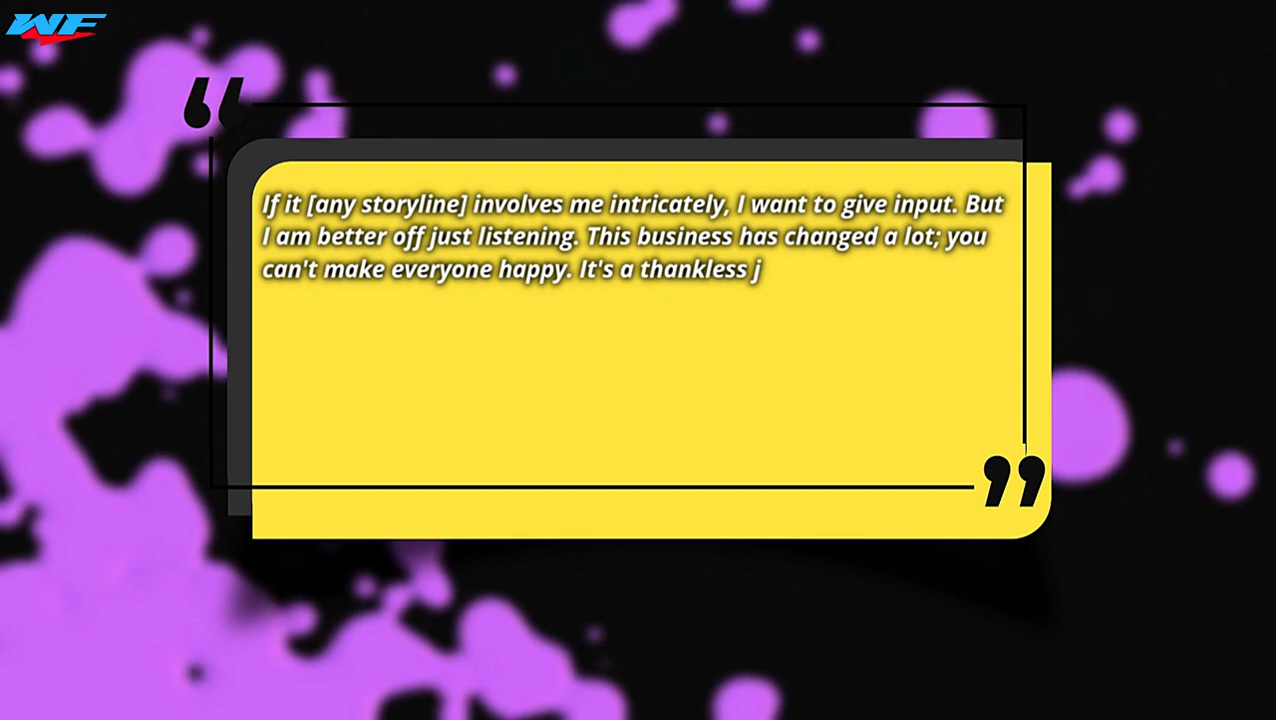 WF
If it [any storyline] involves me intricately, I want to give input. But
I am better off just listening. This business has changed a lot; you
can't make everyone happy. It's a thankless j